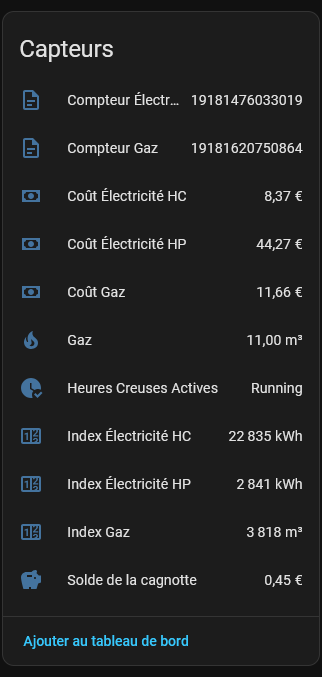 Capteurs
Compteur Électr… 19181476033019
Compteur Gaz 19181620750864
Coût Électricité HC 8,37 €
Coût Électricité HP 44,27 €
Coût Gaz 11,66 €
Gaz 11,00 m³
Heures Creuses Actives Running
Index Électricité HC 22 835 kWh
Index Électricité HP 2 841 kWh
Index Gaz 3 818 m³
Solde de la cagnotte 0,45 €
Ajouter au tableau de bord